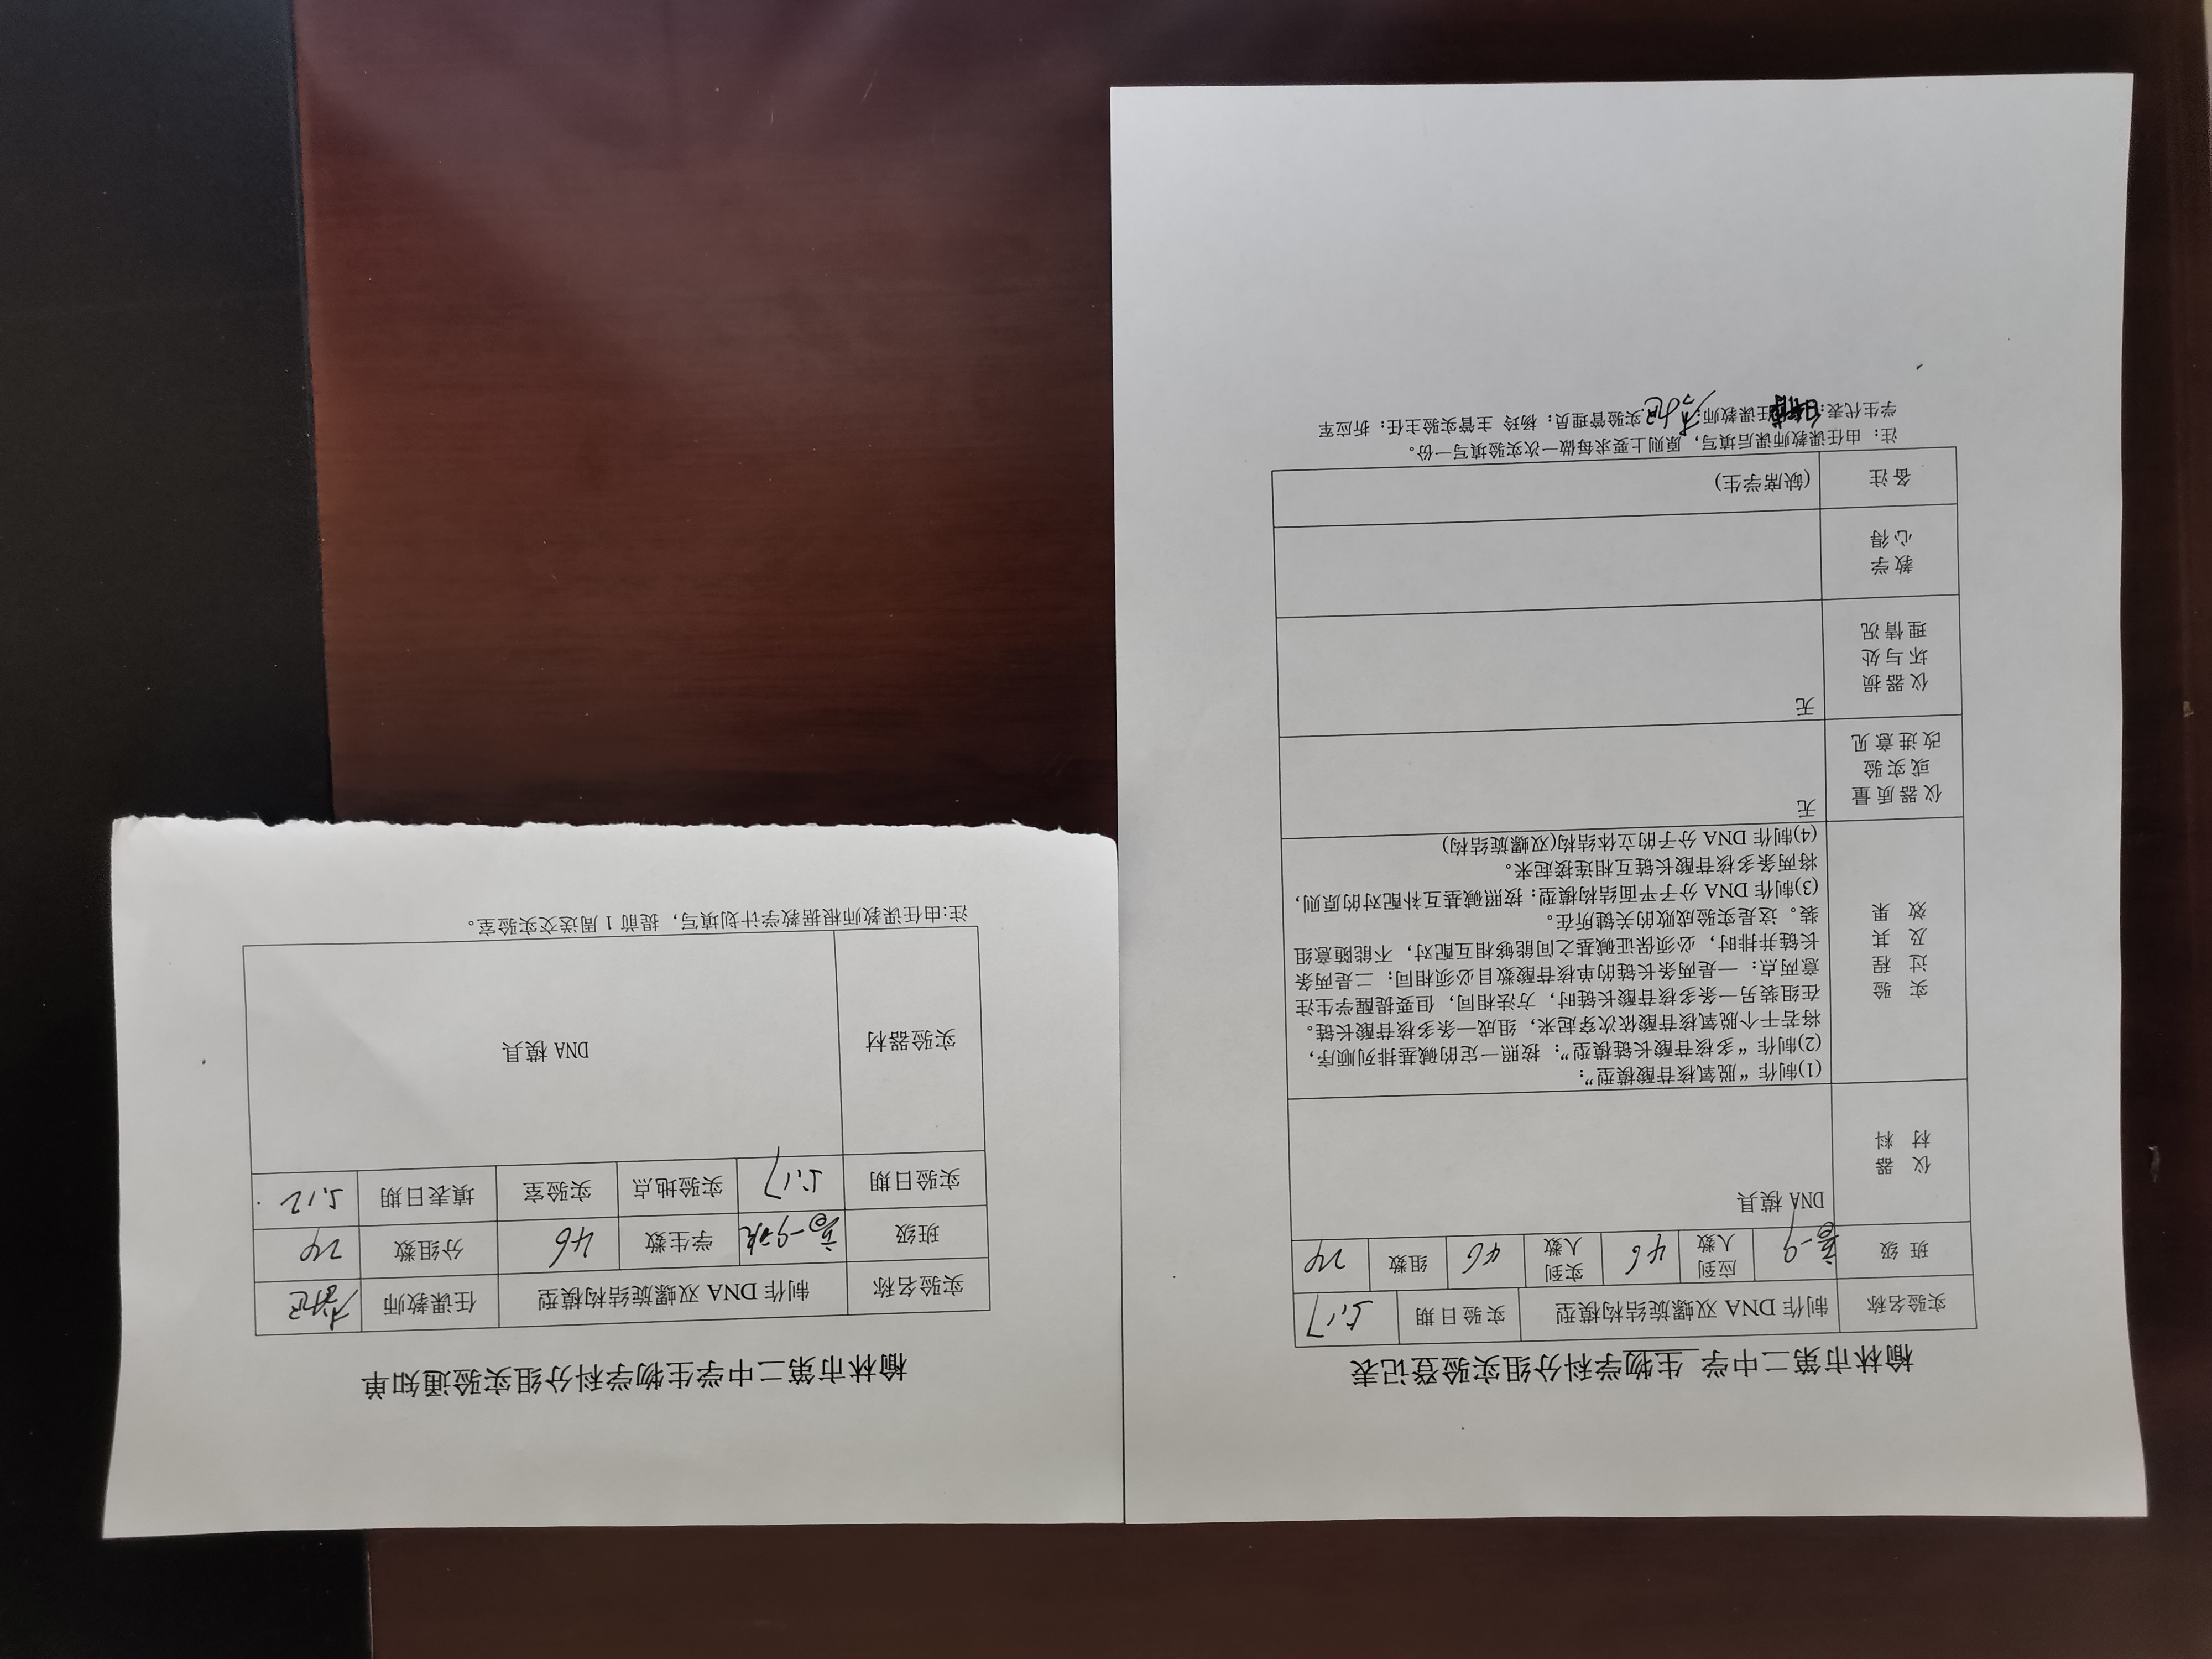 榆林市第二中学 生物学科分组实验登记表
实验名称 制作 DNA 双螺旋结构模型 实验日期 5.17
班 级 高一9 应到人数 46 实到人数 46 组数 24
仪 器 材 料 DNA 模具
实 验 过 程 及 其 效 果
(1)制作“脱氧核苷酸模型”：
(2)制作“多核苷酸长链模型”：按照一定的碱基排列顺序，
将若干个脱氧核苷酸依次穿起来，组成一条多核苷酸长链。
在组装另一条多核苷酸长链时，方法相同，但要提醒学生注
意两点：一是两条长链的单核苷酸数目必须相同；二是两条
长链并排时，必须保证碱基之间能够相互配对，不能随意组
装。这是实验成败的关键所在。
(3)制作 DNA 分子平面结构模型：按照碱基互补配对的原则，
将两条多核苷酸长链互相连接起来。
(4)制作 DNA 分子的立体结构(双螺旋结构)
仪器质量或实验改进意见 无
仪器损坏与处理情况 无
教学心得
备注 (缺席学生)
注：由任课教师课后填写，原则上要求每做一次实验填写一份。
学生代表： 任课教师： 实验管理员：杨玲 主管实验主任：折应军
榆林市第二中学生物学科分组实验通知单
实验名称 制作 DNA 双螺旋结构模型 任课教师
班级 高一9班 学生数 46 分组数 24
实验日期 5.17 实验地点 实验室 填表日期 5.12
实验器材 DNA 模具
注:由任课教师根据教学计划填写，提前 1 周送交实验室。